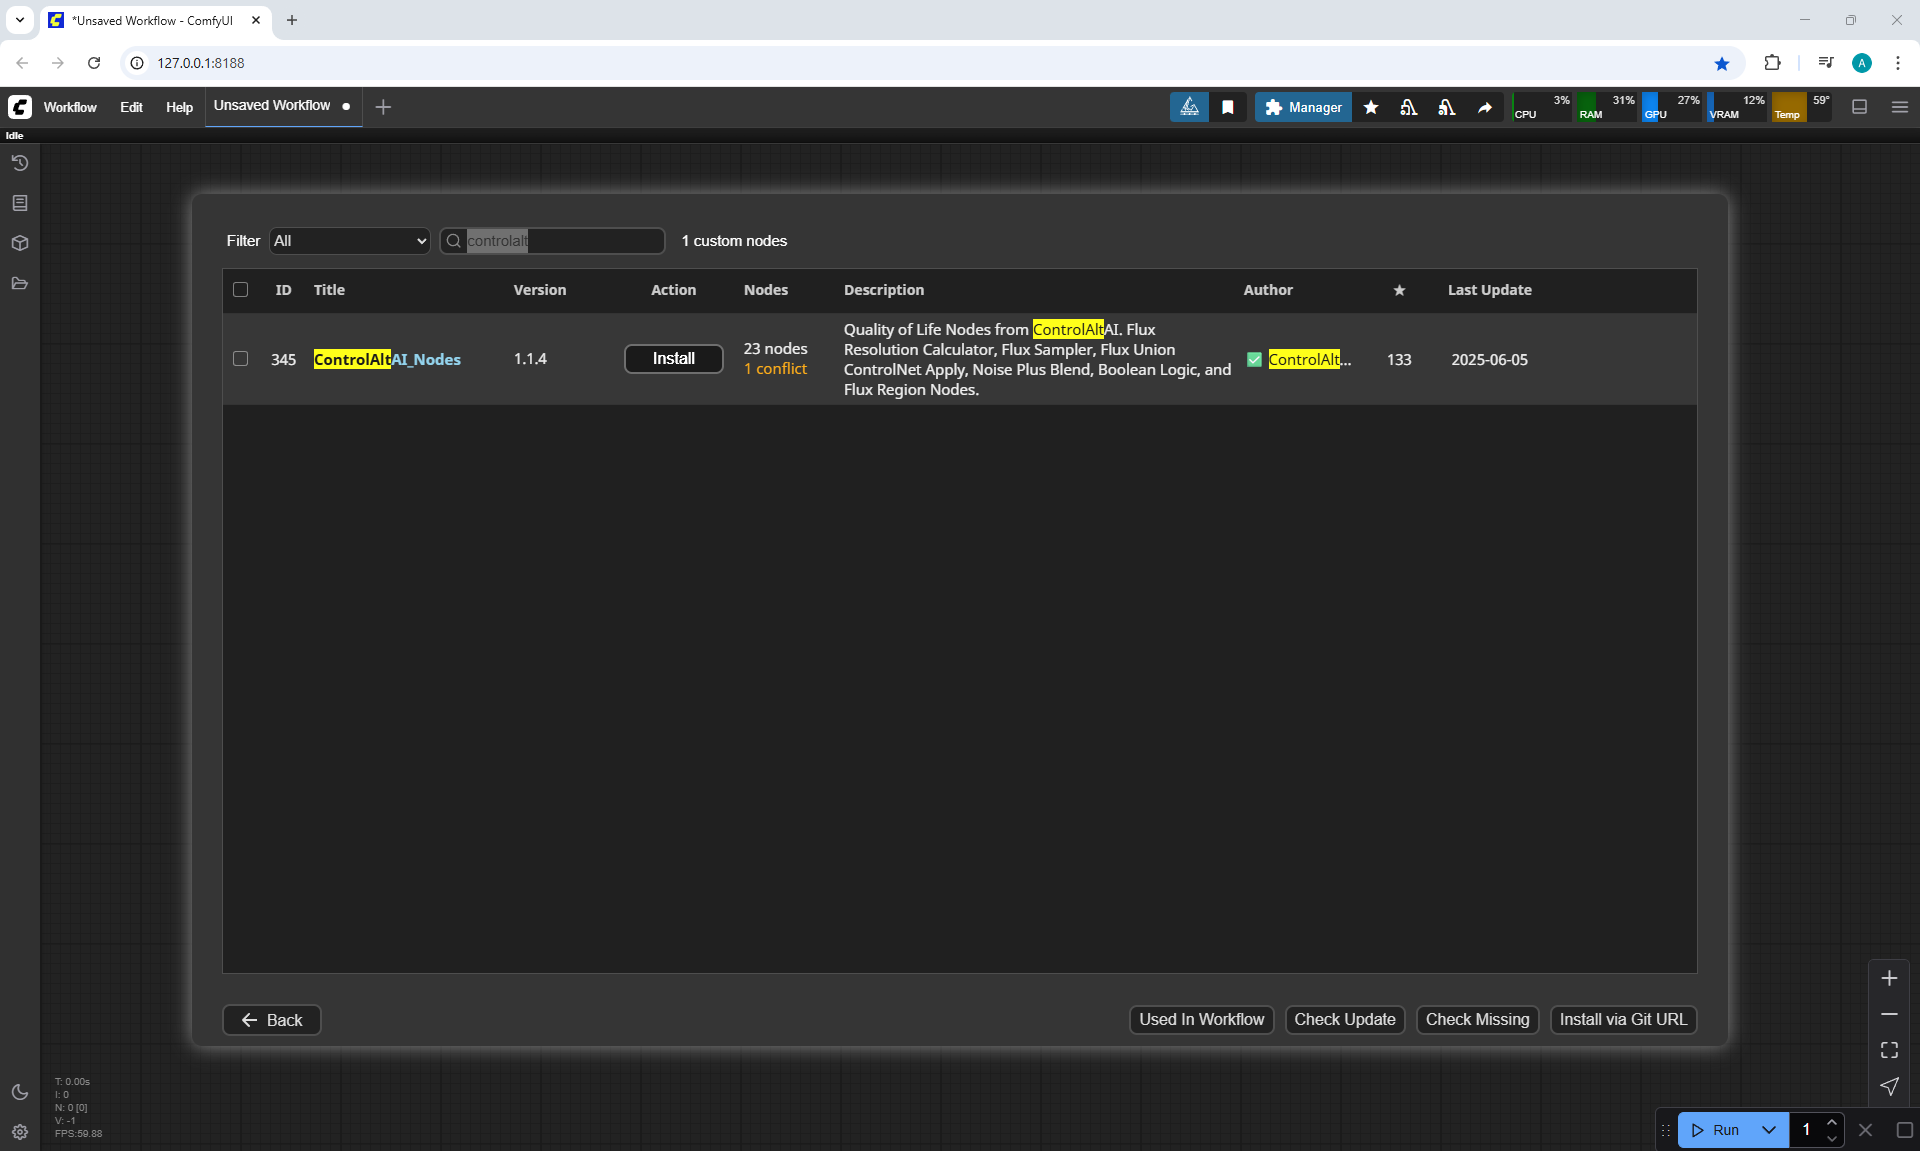 *Unsaved Workflow - ComfyUI
127.0.0.1:8188
Workflow Edit Help Unsaved Workflow
Manager
CPU 3% RAM 31% GPU 27% VRAM 12% Temp 59°
Idle
Filter All controlalt 1 custom nodes
ID Title Version Action Nodes Description Author ★ Last Update
345 ControlAltAI_Nodes 1.1.4 Install
23 nodes
1 conflict
Quality of Life Nodes from ControlAltAI. Flux
Resolution Calculator, Flux Sampler, Flux Union
ControlNet Apply, Noise Plus Blend, Boolean Logic, and
Flux Region Nodes.
ControlAlt... 133 2025-06-05
Back Used In Workflow Check Update Check Missing Install via Git URL
T: 0.00s
I: 0
N: 0 [0]
V: -1
FPS:59.88
Run 1
A